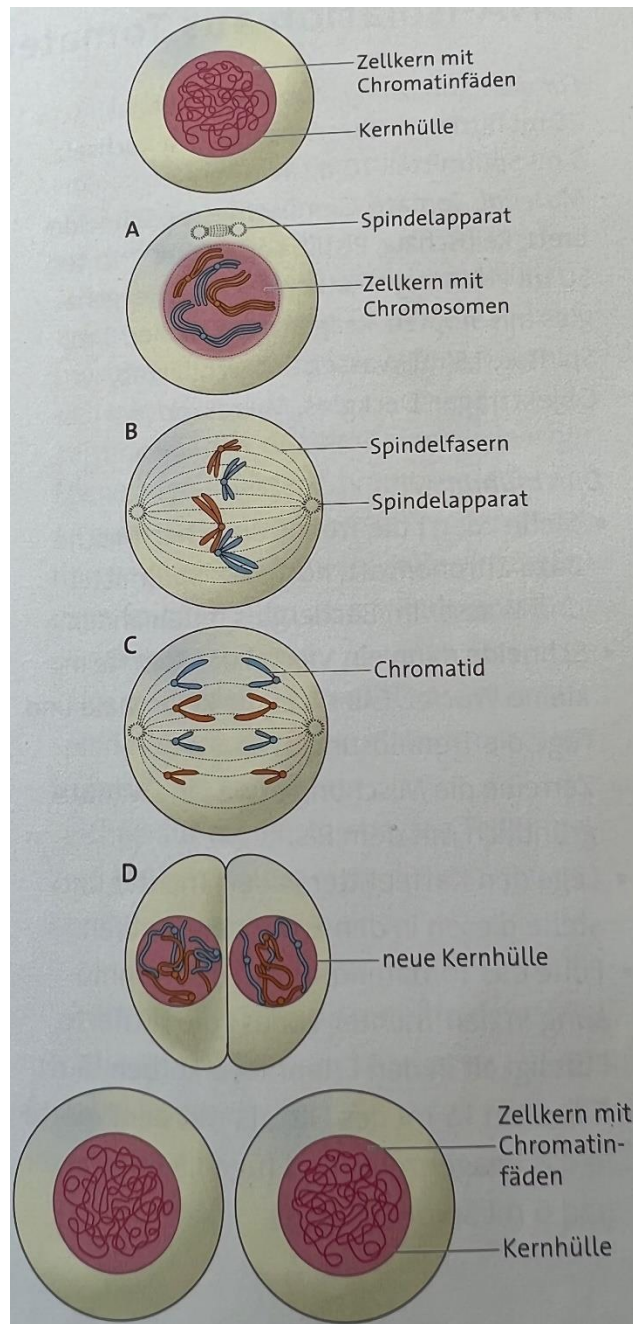 Zellkern mit
Chromatinfäden
Kernhülle
A
Spindelapparat
Zellkern mit
Chromosomen
B
Spindelfasern
Spindelapparat
C
Chromatid
D
neue Kernhülle
Zellkern mit
Chromatin-
fäden
Kernhülle